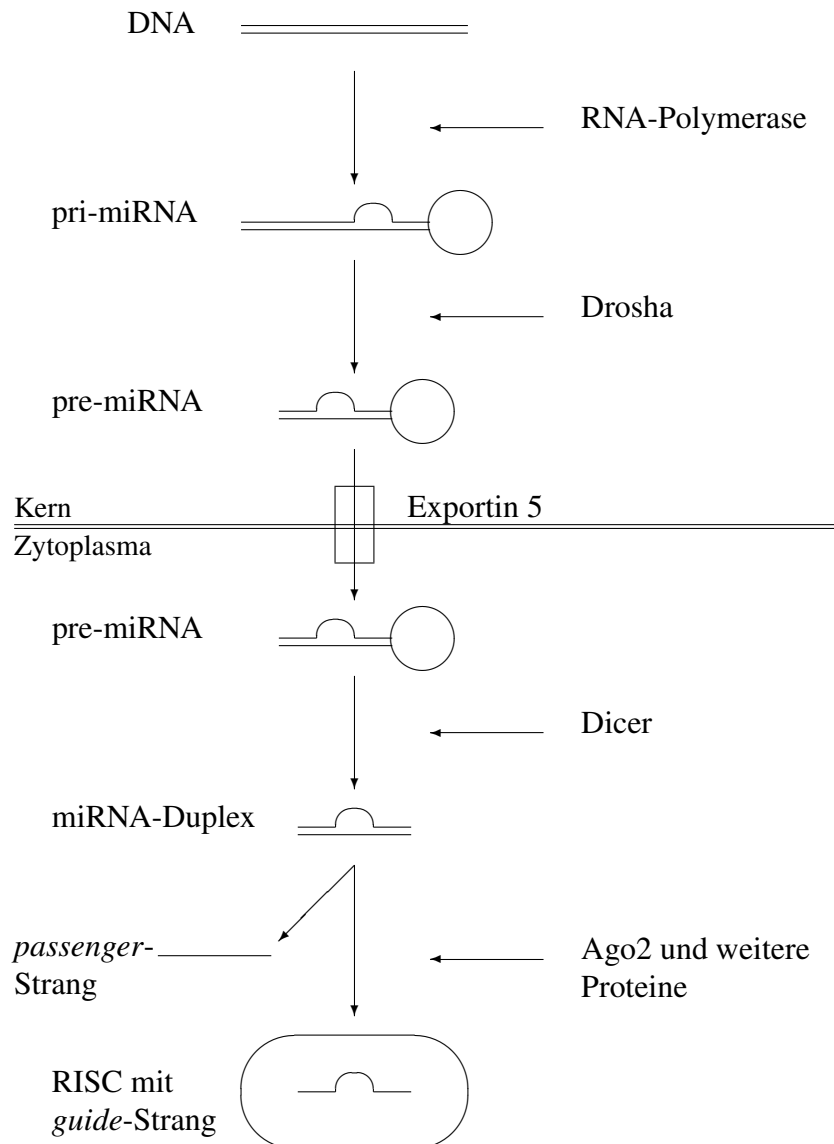 DNA
RNA-Polymerase
pri-miRNA
Drosha
pre-miRNA
Kern
Exportin 5
Zytoplasma
pre-miRNA
Dicer
miRNA-Duplex
passenger-
Strang
Ago2 und weitere
Proteine
RISC mit
guide-Strang